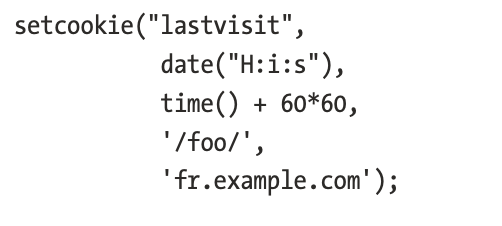 setcookie("lastvisit",
date("H:i:s"),
time() + 60*60,
'/foo/',
'fr.example.com');